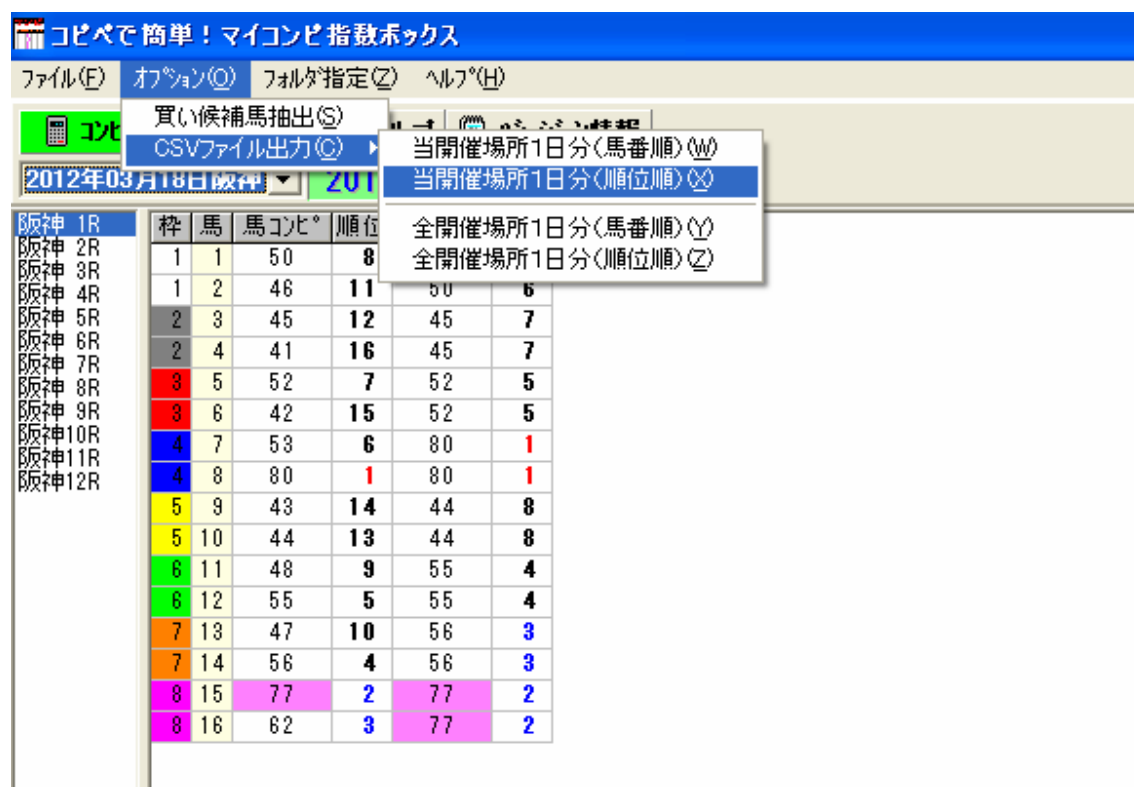 コピペで簡単!マイコンピ指数ボックス
ファイル(F) オプション(O) フォルダ指定(Z) ヘルプ(H)
買い候補馬抽出(S)
CSVファイル出力(C)
当開催場所1日分(馬番順)(W)
当開催場所1日分(順位順)(X)
全開催場所1日分(馬番順)(Y)
全開催場所1日分(順位順)(Z)
コンピ
バージョン情報
2012年03月18日阪神
201
阪神 1R
阪神 2R
阪神 3R
阪神 4R
阪神 5R
阪神 6R
阪神 7R
阪神 8R
阪神 9R
阪神10R
阪神11R
阪神12R
枠 馬 馬コンピ 順位
1 1 50 8
1 2 46 11 50 6
2 3 45 12 45 7
2 4 41 16 45 7
3 5 52 7 52 5
3 6 42 15 52 5
4 7 53 6 80 1
4 8 80 1 80 1
5 9 43 14 44 8
5 10 44 13 44 8
6 11 48 9 55 4
6 12 55 5 55 4
7 13 47 10 56 3
7 14 56 4 56 3
8 15 77 2 77 2
8 16 62 3 77 2